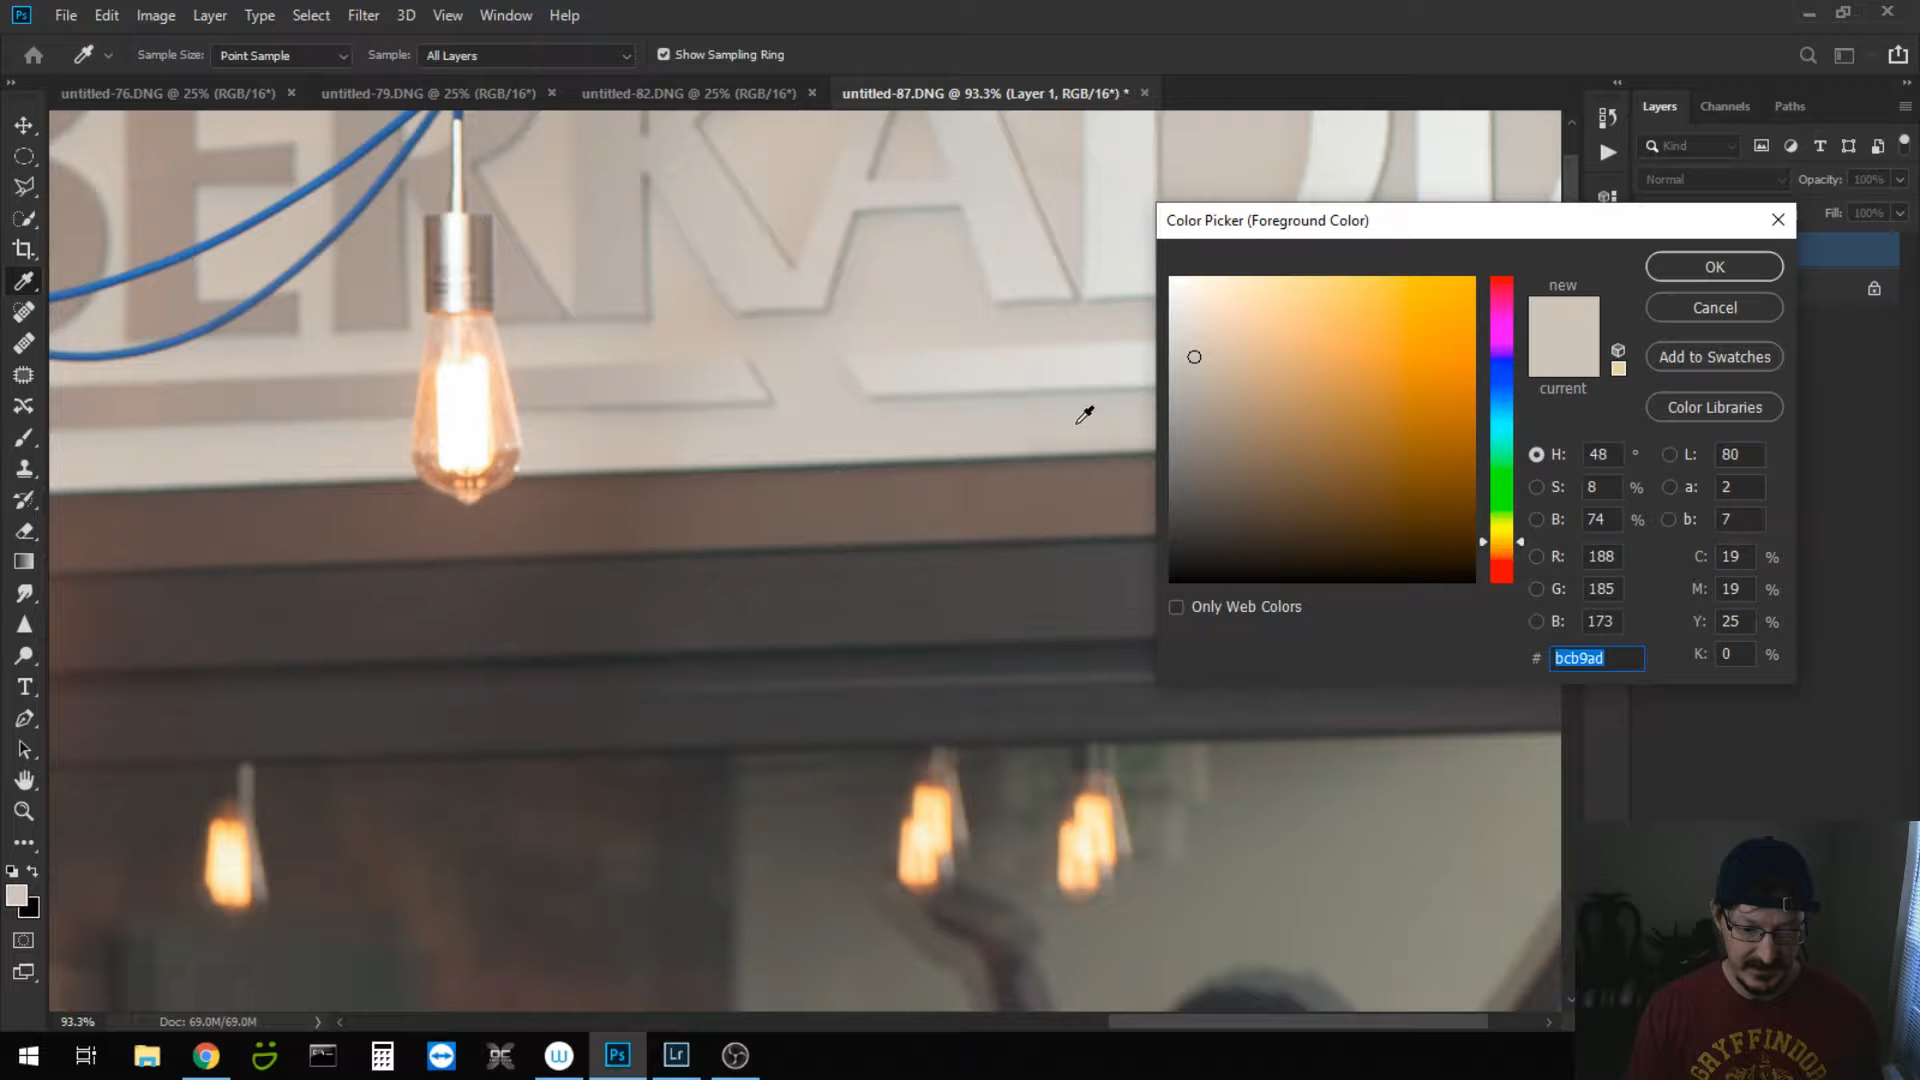 Ps File Edit Image Layer Type Select Filter 3D View Window Help
Sample Size: Point Sample Sample: All Layers Show Sampling Ring
untitled-76.DNG @ 25% (RGB/16*) × untitled-79.DNG @ 25% (RGB/16*) × untitled-82.DNG @ 25% (RGB/16*) × untitled-87.DNG @ 93.3% (Layer 1, RGB/16*) * ×
Layers Channels Paths
Kind
Normal Opacity: 100%
Fill: 100%
Color Picker (Foreground Color)
OK
new
Cancel
Add to Swatches
current
Color Libraries
H: 48 ° L: 80
S: 8 % a: 2
B: 74 % b: 7
R: 188 C: 19 %
G: 185 M: 19 %
B: 173 Y: 25 %
# bcb9ad K: 0 %
Only Web Colors
93.3% Doc: 69.0M/69.0M
Ps Lr
GRYFFINDOR